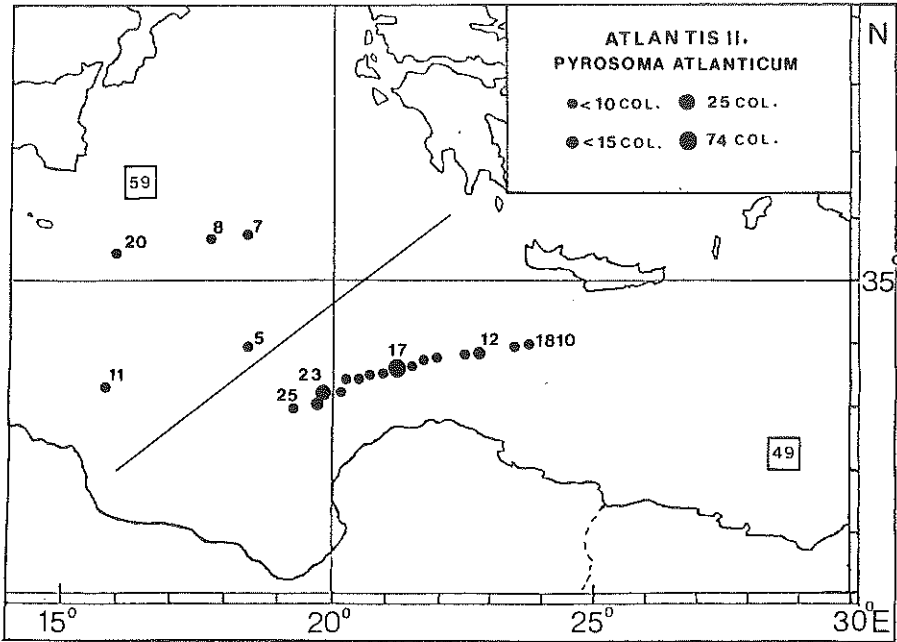 ATLANTIS II.
PYROSOMA ATLANTICUM
<10 COL. 25 COL.
<15 COL. 74 COL.
N
59
8 7
20
35°
5
17 12 1810
11
23
25
49
15° 20° 25° 30°E